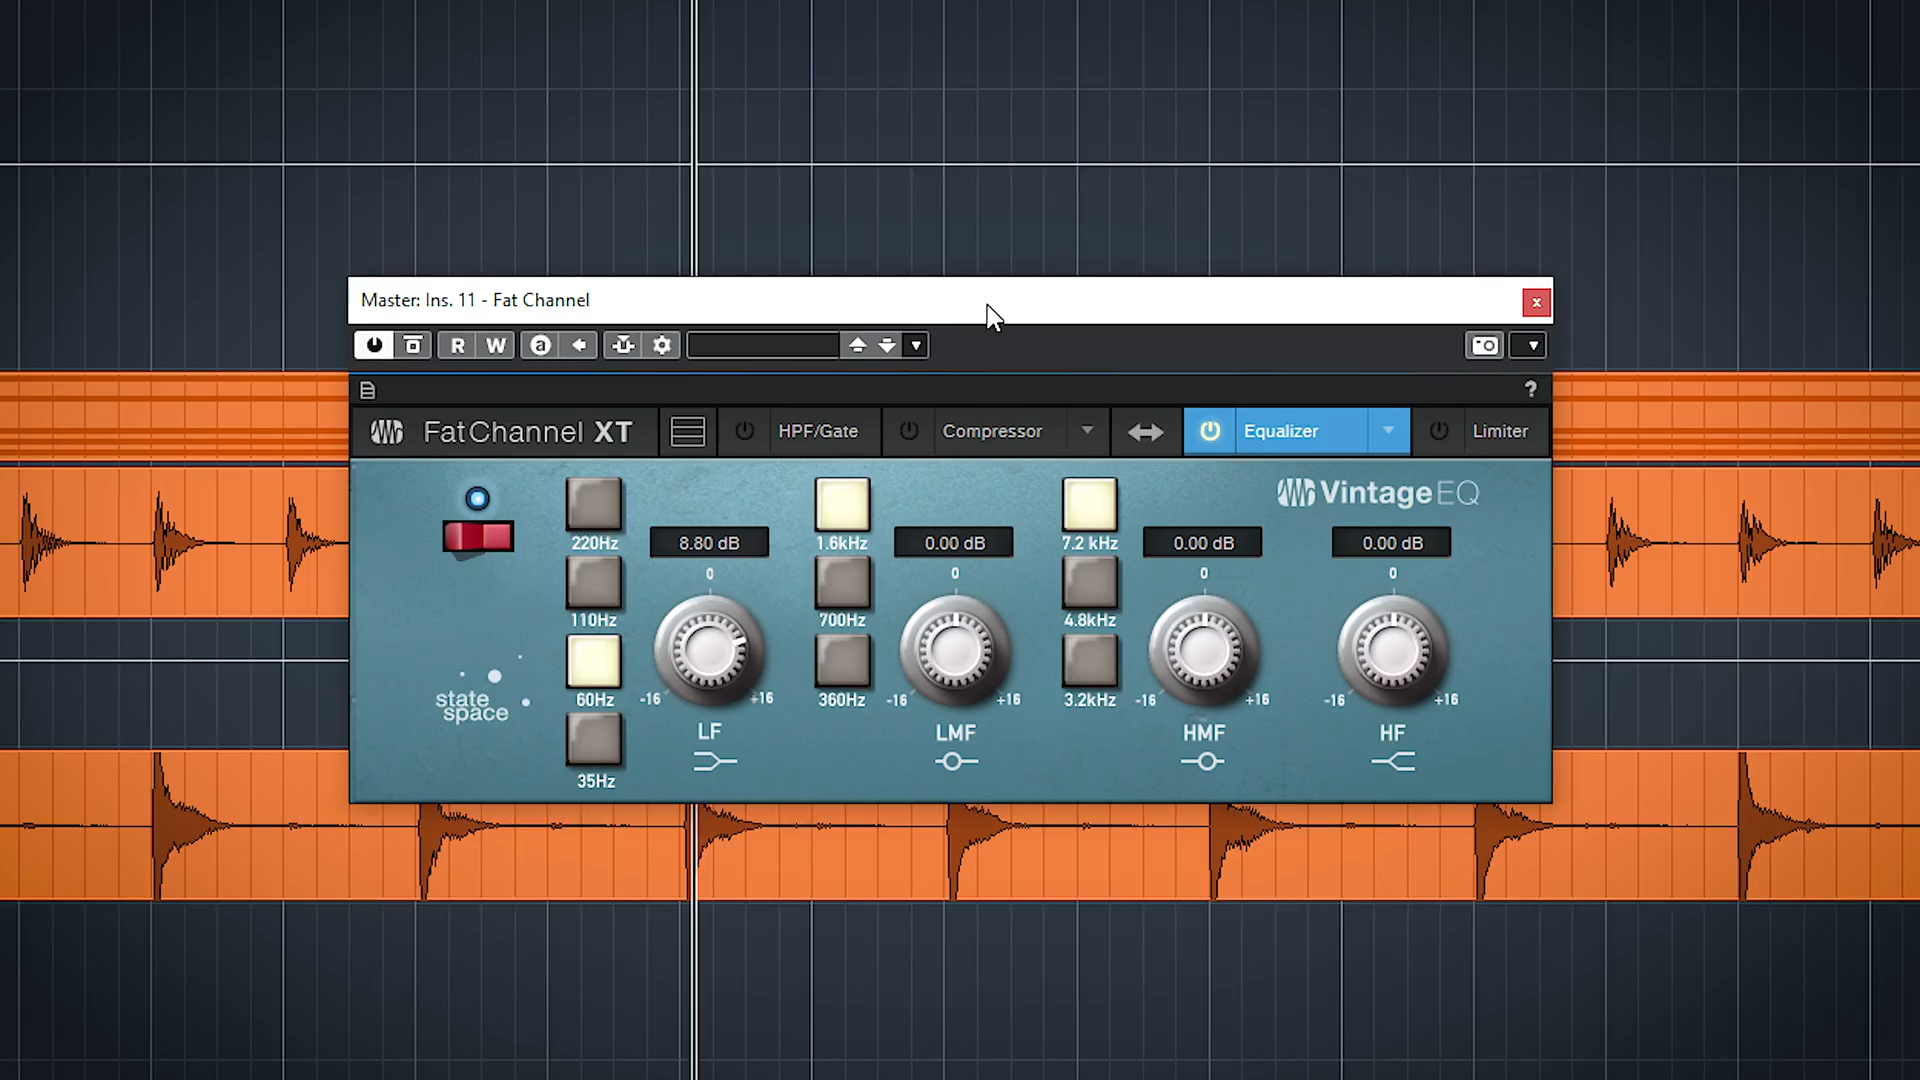 Master: Ins. 11 - Fat Channel
x
R W a
?
FatChannel XT HPF/Gate Compressor Equalizer Limiter
VintageEQ
220Hz 8.80 dB 1.6kHz 0.00 dB 7.2 kHz 0.00 dB 0.00 dB
0 0 0 0
110Hz 700Hz 4.8kHz
60Hz -16 +16 360Hz -16 +16 3.2kHz -16 +16 -16 +16
state
space
LF LMF HMF HF
35Hz